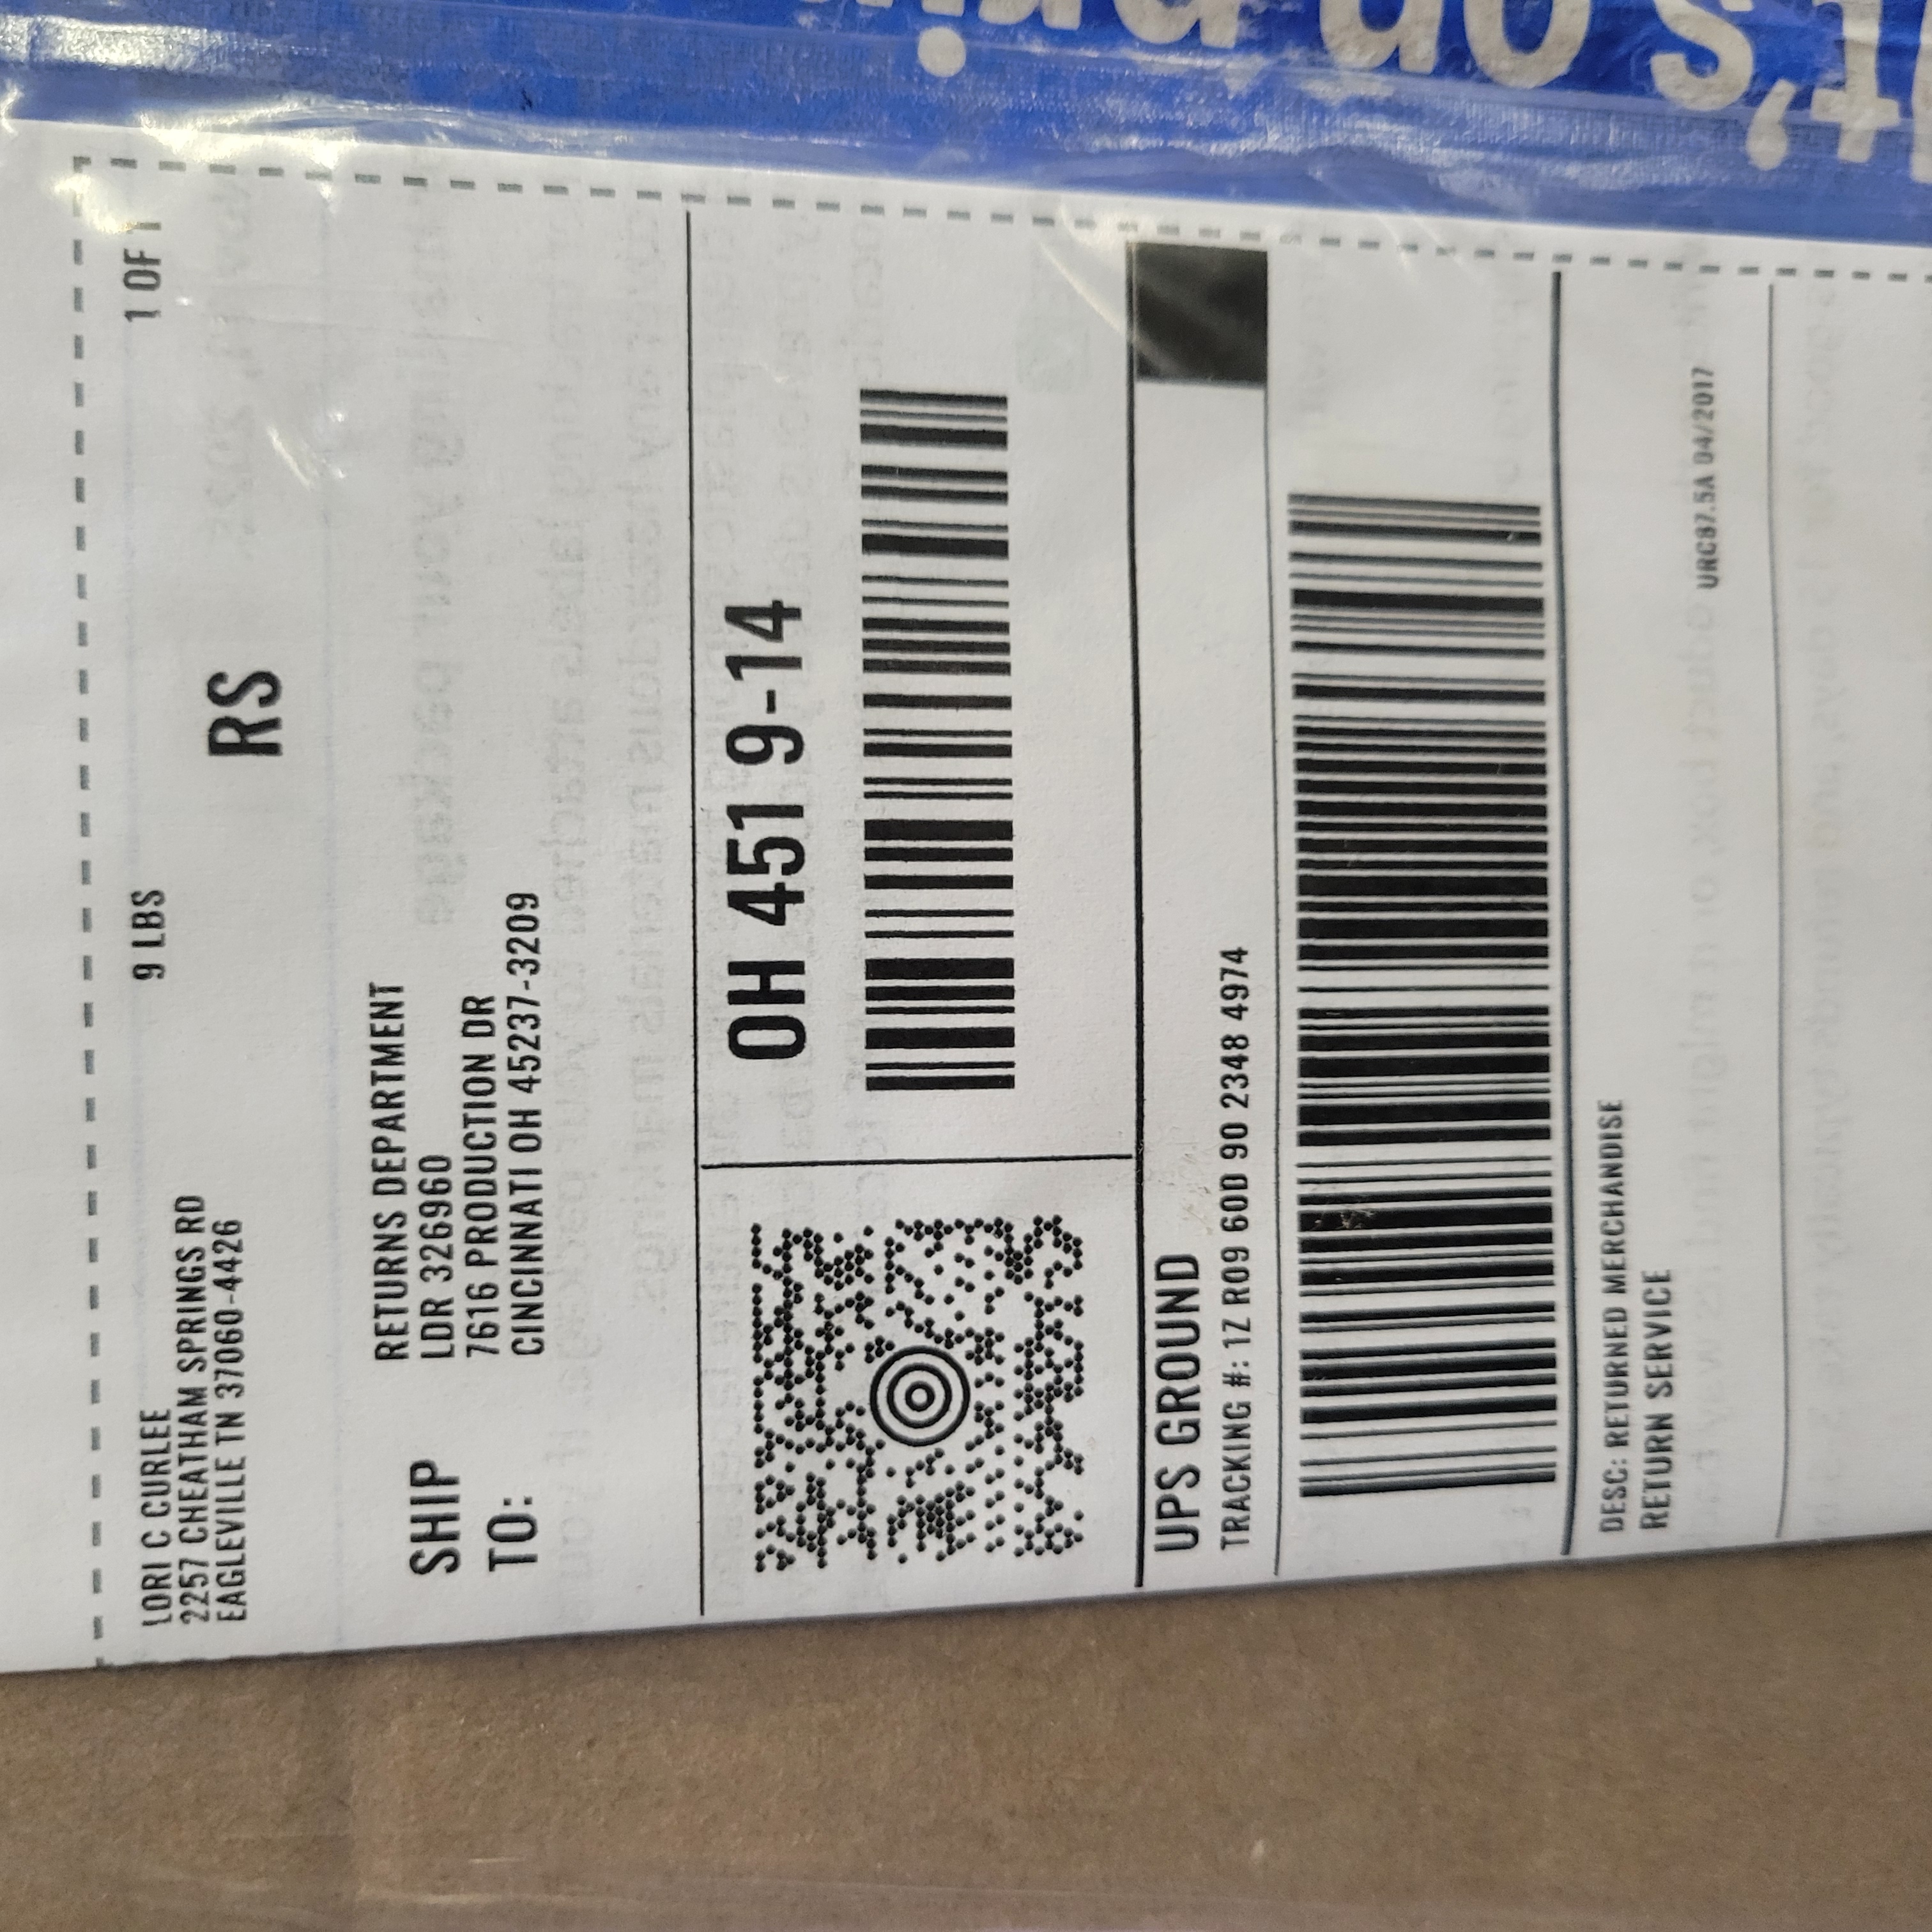 LORI C CURLEE
2257 CHEATHAM SPRINGS RD
EAGLEVILLE TN 37060-4426
9 LBS
1 OF 1
RS
SHIP
TO:
RETURNS DEPARTMENT
LDR 326960
7616 PRODUCTION DR
CINCINNATI OH 45237-3209
OH 451 9-14
UPS GROUND
TRACKING #: 1Z R09 60D 90 2348 4974
DESC: RETURNED MERCHANDISE
RETURN SERVICE
URC87.5A 04/2017